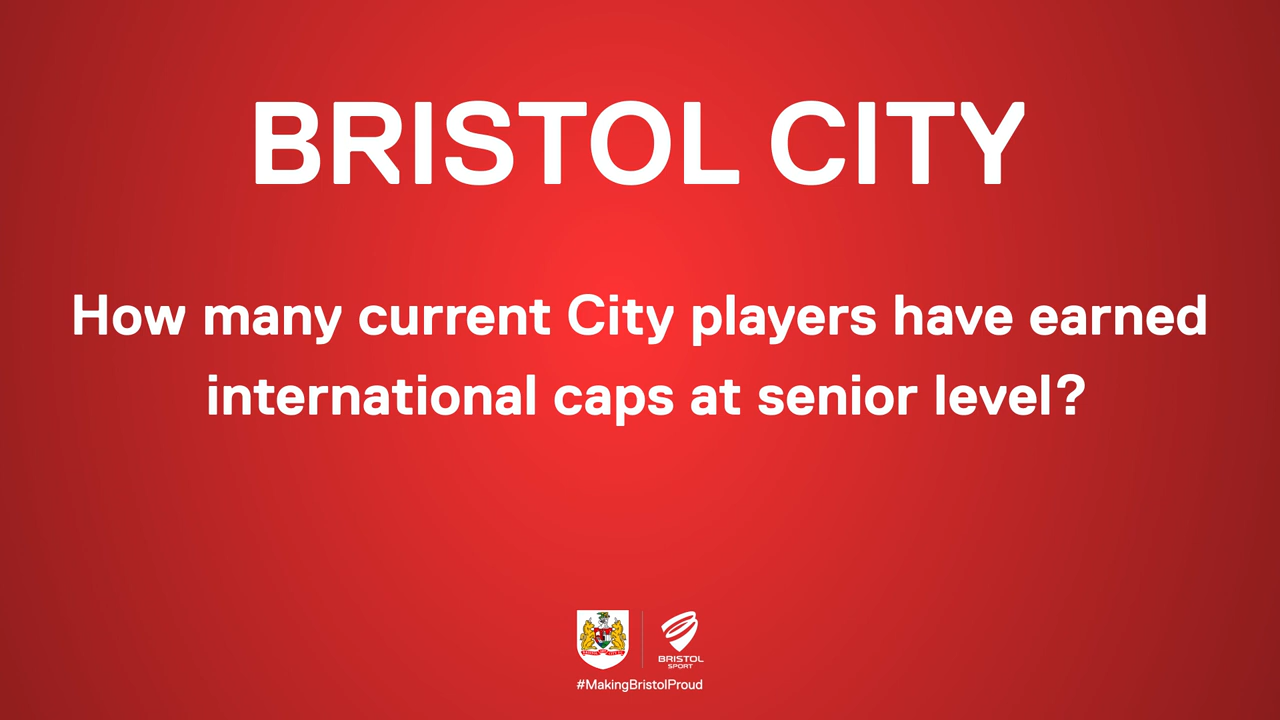 BRISTOL CITY
How many current City players have earned
international caps at senior level?
BRISTOL
SPORT
#MakingBristolProud